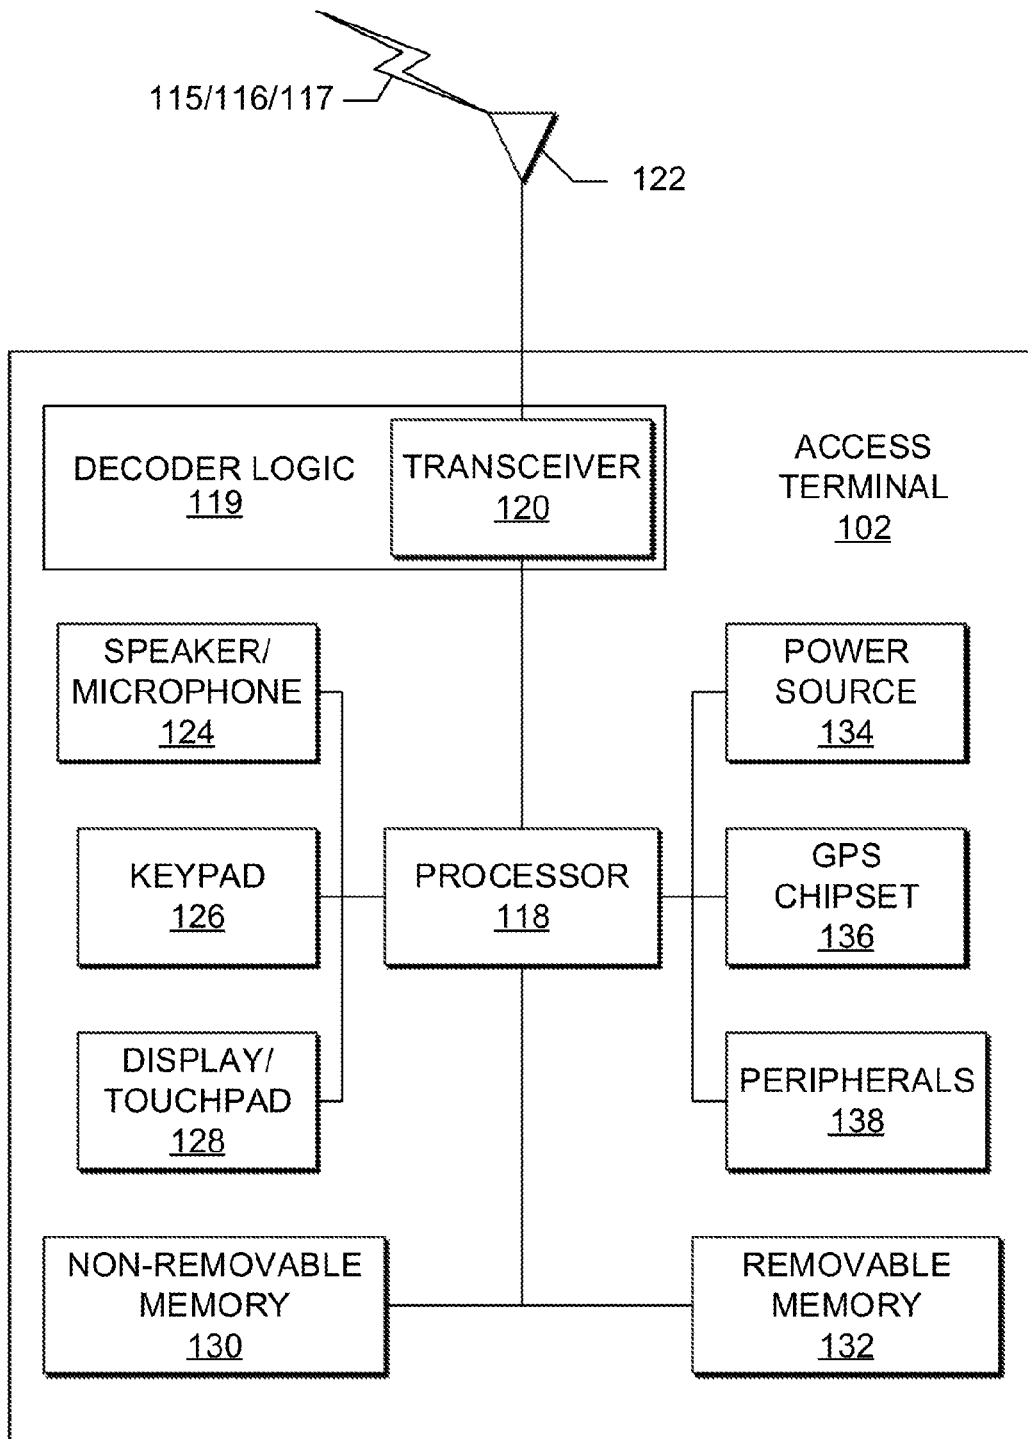 115/116/117
122
DECODER LOGIC
119
TRANSCEIVER
120
ACCESS
TERMINAL
102
SPEAKER/
MICROPHONE
124
POWER
SOURCE
134
KEYPAD
126
PROCESSOR
118
GPS
CHIPSET
136
DISPLAY/
TOUCHPAD
128
PERIPHERALS
138
NON-REMOVABLE
MEMORY
130
REMOVABLE
MEMORY
132